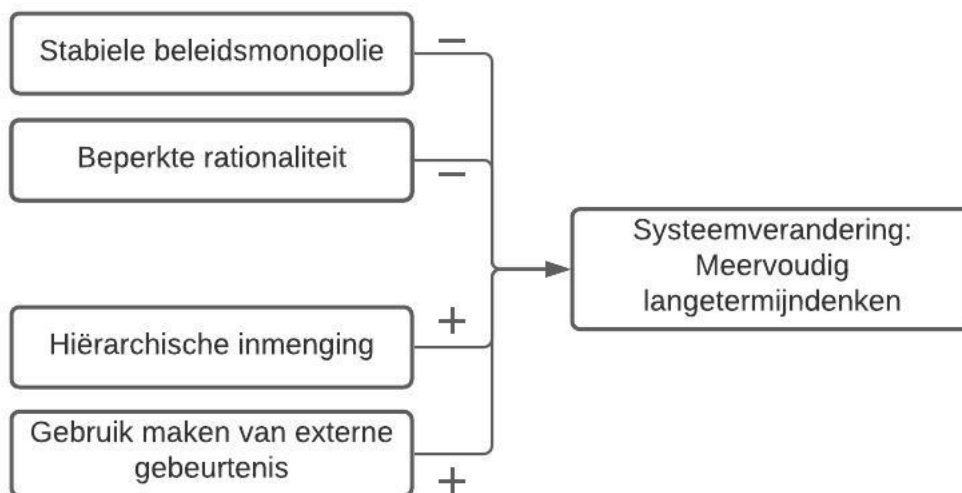 Stabiele beleidsmonopolie
−
Beperkte rationaliteit
−
Systeemverandering:
Meervoudig
langetermijndenken
+
Hiërarchische inmenging
Gebruik maken van externe
gebeurtenis
+